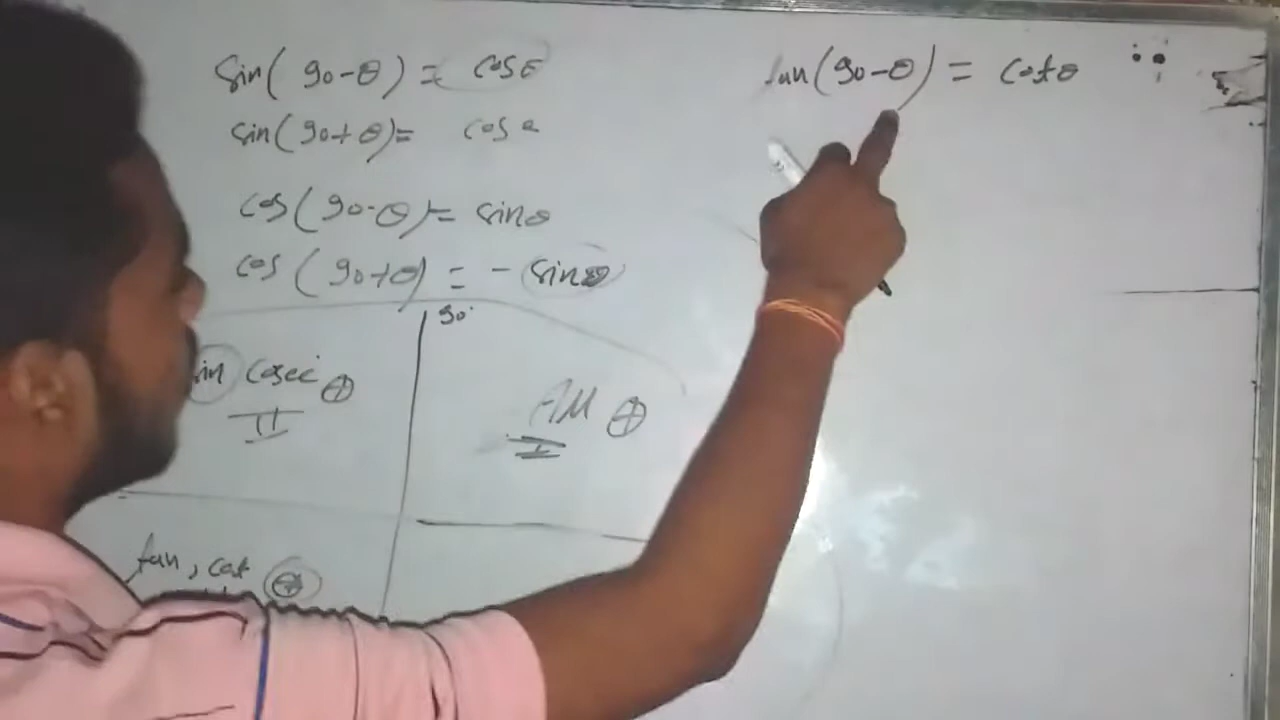 sin(90-θ) = cosθ
sin(90+θ)= cosθ
cos(90-θ)= sinθ
cos(90+θ) = - sinθ
tan(90-θ) = cotθ
90°
sin cosec ⊕
II
All ⊕
I
tan, cot ⊕